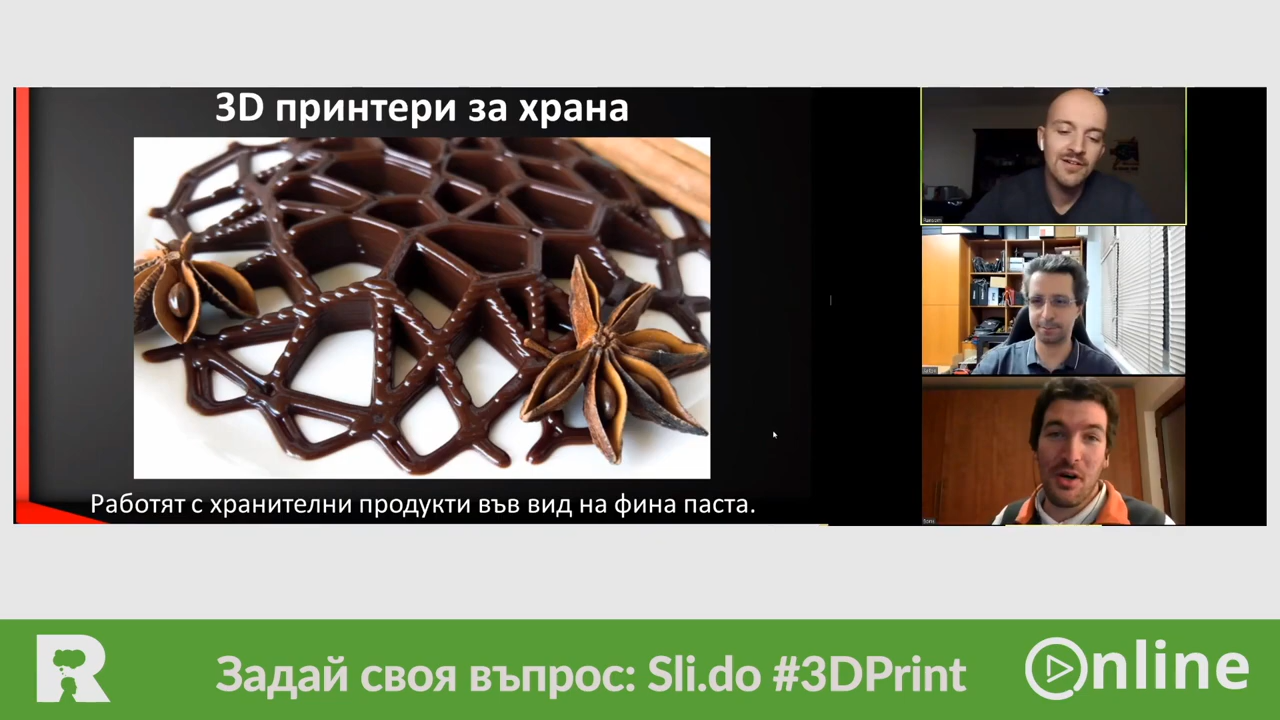 3D принтери за храна
Работят с хранителни продукти във вид на фина паста.
Задай своя въпрос: Sli.do #3DPrint
R
Online